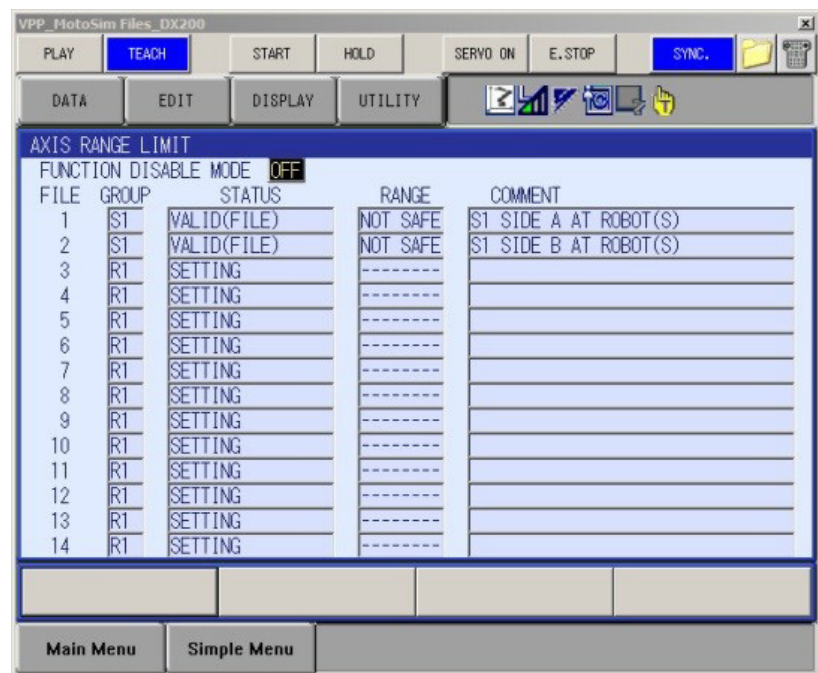 VPP_MotoSim Files_DX200
PLAY TEACH START HOLD SERVO ON E.STOP SYNC.
DATA EDIT DISPLAY UTILITY
AXIS RANGE LIMIT
FUNCTION DISABLE MODE OFF
FILE GROUP STATUS RANGE COMMENT
1 S1 VALID(FILE) NOT SAFE S1 SIDE A AT ROBOT(S)
2 S1 VALID(FILE) NOT SAFE S1 SIDE B AT ROBOT(S)
3 R1 SETTING --------
4 R1 SETTING --------
5 R1 SETTING --------
6 R1 SETTING --------
7 R1 SETTING --------
8 R1 SETTING --------
9 R1 SETTING --------
10 R1 SETTING --------
11 R1 SETTING --------
12 R1 SETTING --------
13 R1 SETTING --------
14 R1 SETTING --------
Main Menu Simple Menu